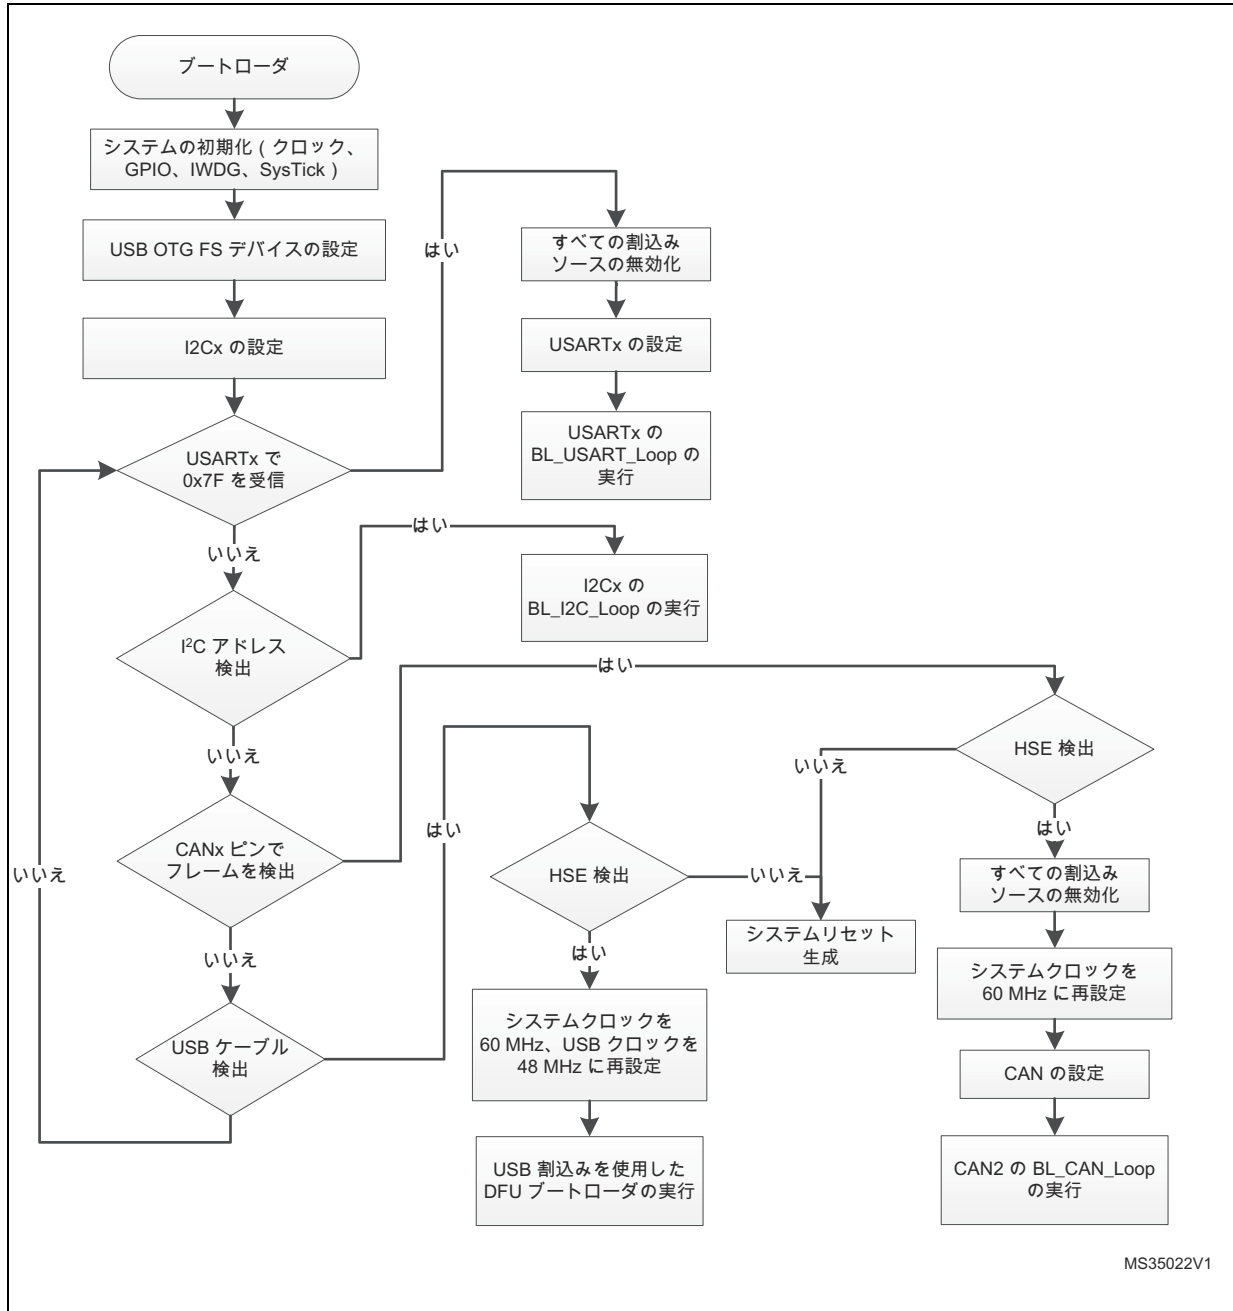 ブートローダ
システムの初期化（クロック、
GPIO、IWDG、SysTick）
USB OTG FS デバイスの設定
I2Cx の設定
USARTx で
0x7F を受信
はい
すべての割込み
ソースの無効化
USARTx の設定
USARTx の
BL_USART_Loop の
実行
いいえ
I²C アドレス
検出
はい
I2Cx の
BL_I2C_Loop の実行
いいえ
CANx ピンで
フレームを検出
はい
HSE 検出
いいえ
はい
すべての割込み
ソースの無効化
システムクロックを
60 MHz に再設定
CAN の設定
CAN2 の BL_CAN_Loop
の実行
いいえ
USB ケーブル
検出
いいえ
はい
HSE 検出
いいえ
システムリセット
生成
はい
システムクロックを
60 MHz、USB クロックを
48 MHz に再設定
USB 割込みを使用した
DFU ブートローダの実行
MS35022V1